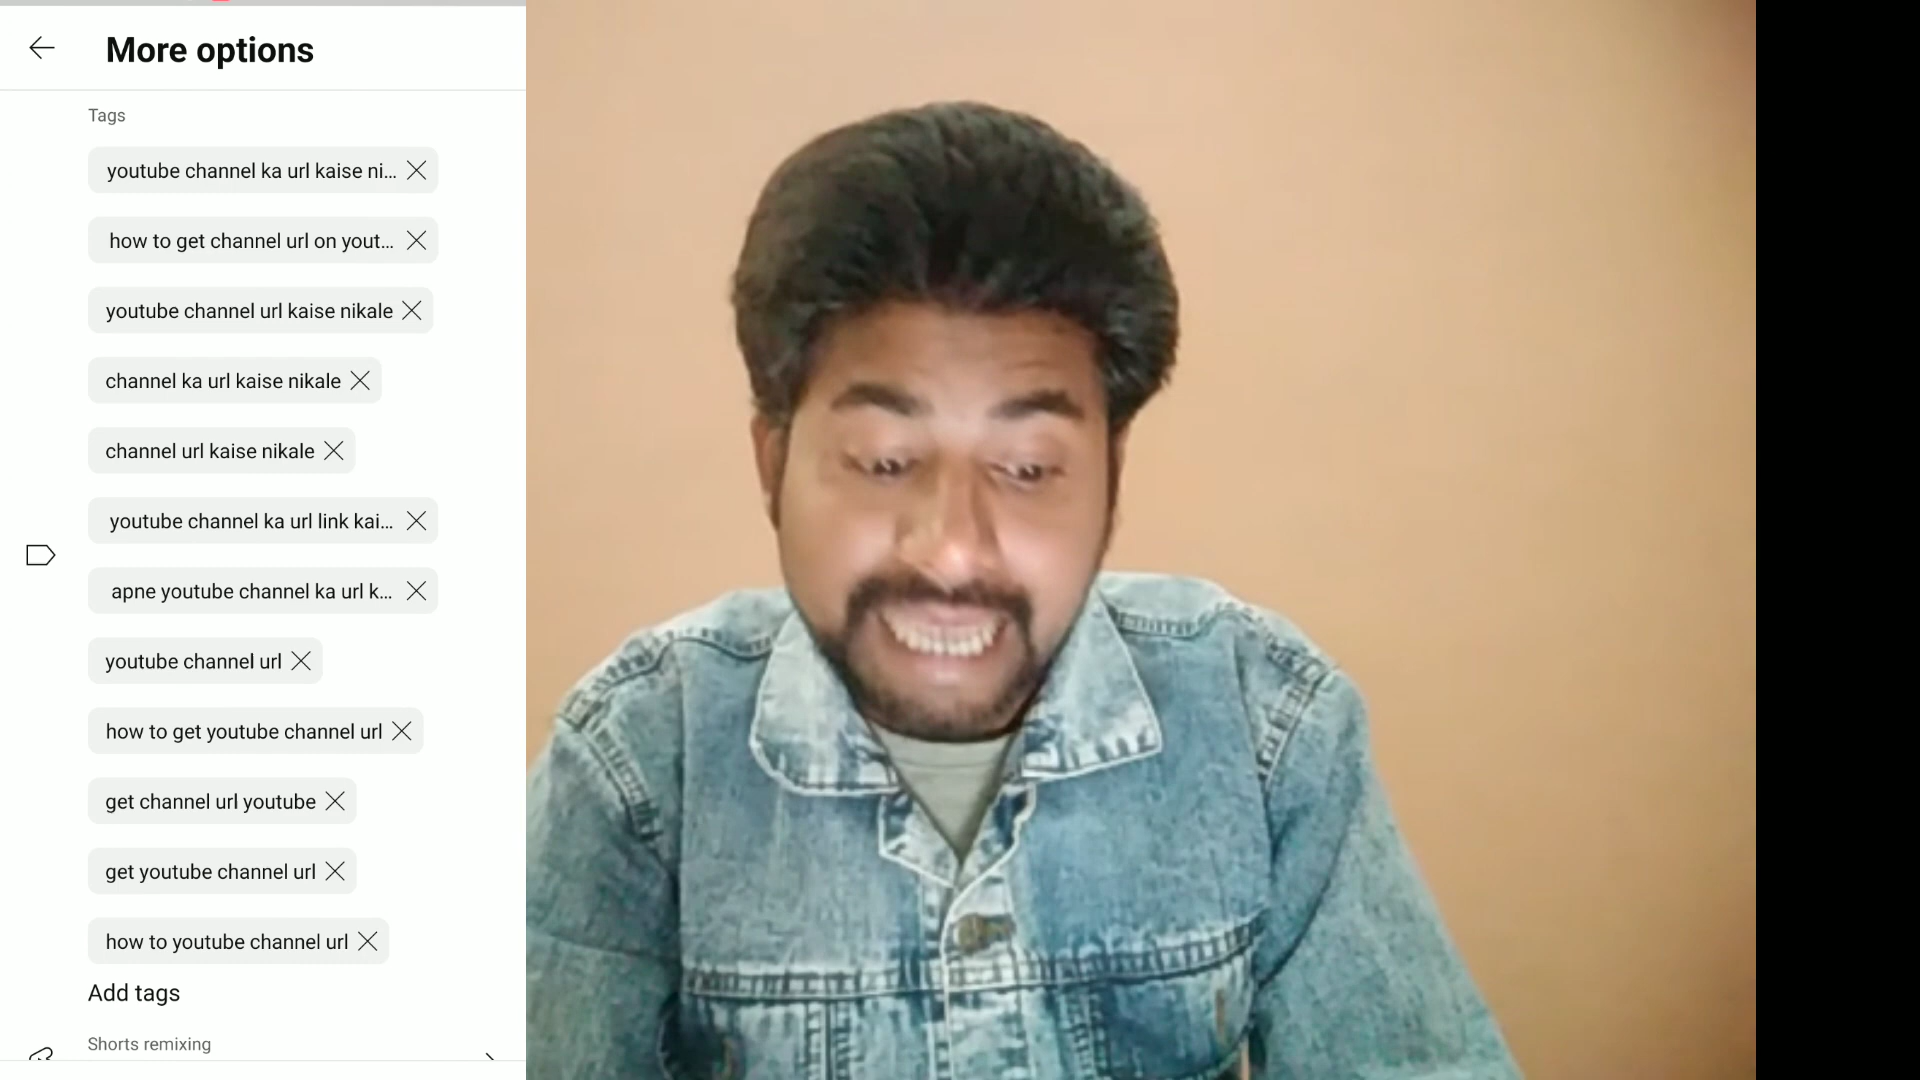 More options
Tags
youtube channel ka url kaise ni...
how to get channel url on yout...
youtube channel url kaise nikale
channel ka url kaise nikale
channel url kaise nikale
youtube channel ka url link kai...
apne youtube channel ka url k...
youtube channel url
how to get youtube channel url
get channel url youtube
get youtube channel url
how to youtube channel url
Add tags
Shorts remixing